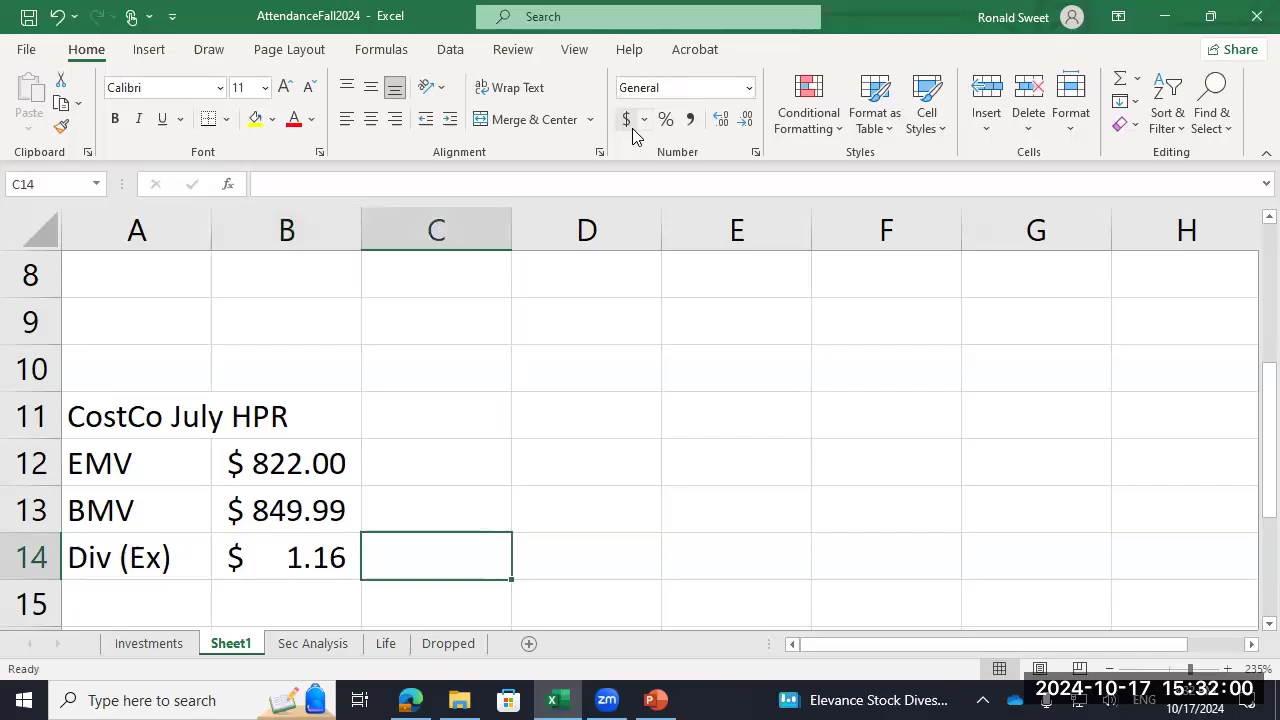 AttendanceFall2024 - Excel
Search
Ronald Sweet
File Home Insert Draw Page Layout Formulas Data Review View Help Acrobat
Share
Paste
Clipboard
Calibri 11
B I U
Font
Wrap Text
Merge & Center
Alignment
General
$ % ,
Number
Conditional Formatting
Format as Table
Cell Styles
Styles
Insert
Delete
Format
Cells
Sort & Filter
Find & Select
Editing
C14
fx
A B C D E F G H
8
9
10
11 CostCo July HPR
12 EMV $ 822.00
13 BMV $ 849.99
14 Div (Ex) $ 1.16
15
Investments Sheet1 Sec Analysis Life Dropped
Ready
235%
Type here to search
zm
Elevance Stock Dives...
ENG
2024-10-17 15:32:00
10/17/2024